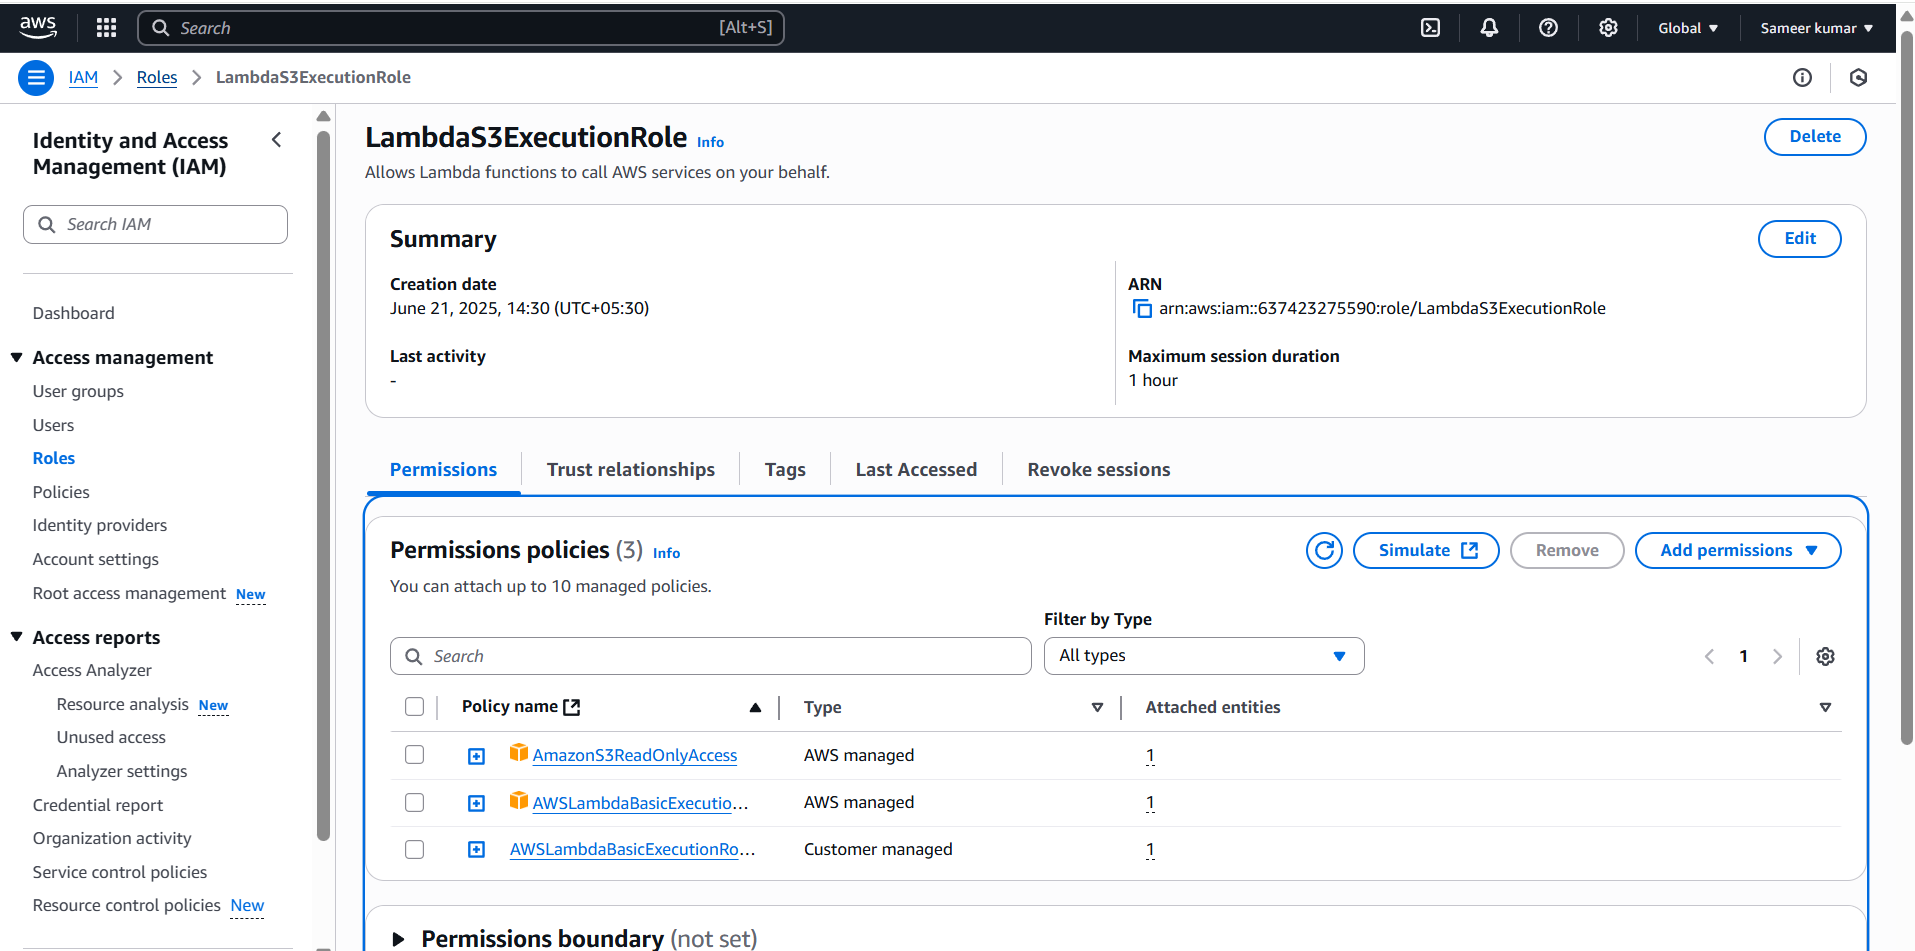 aws
Search [Alt+S]
Global
Sameer kumar
IAM
Roles
LambdaS3ExecutionRole
Identity and Access
Management (IAM)
Search IAM
Dashboard
Access management
User groups
Users
Roles
Policies
Identity providers
Account settings
Root access management New
Access reports
Access Analyzer
Resource analysis New
Unused access
Analyzer settings
Credential report
Organization activity
Service control policies
Resource control policies New
LambdaS3ExecutionRole Info
Delete
Allows Lambda functions to call AWS services on your behalf.
Summary
Edit
Creation date
June 21, 2025, 14:30 (UTC+05:30)
ARN
arn:aws:iam::637423275590:role/LambdaS3ExecutionRole
Last activity
-
Maximum session duration
1 hour
Permissions
Trust relationships
Tags
Last Accessed
Revoke sessions
Permissions policies (3) Info
Simulate
Remove
Add permissions
You can attach up to 10 managed policies.
Filter by Type
Search
All types
1
Policy name Type Attached entities
AmazonS3ReadOnlyAccess AWS managed 1
AWSLambdaBasicExecutio... AWS managed 1
AWSLambdaBasicExecutionRo... Customer managed 1
Permissions boundary (not set)